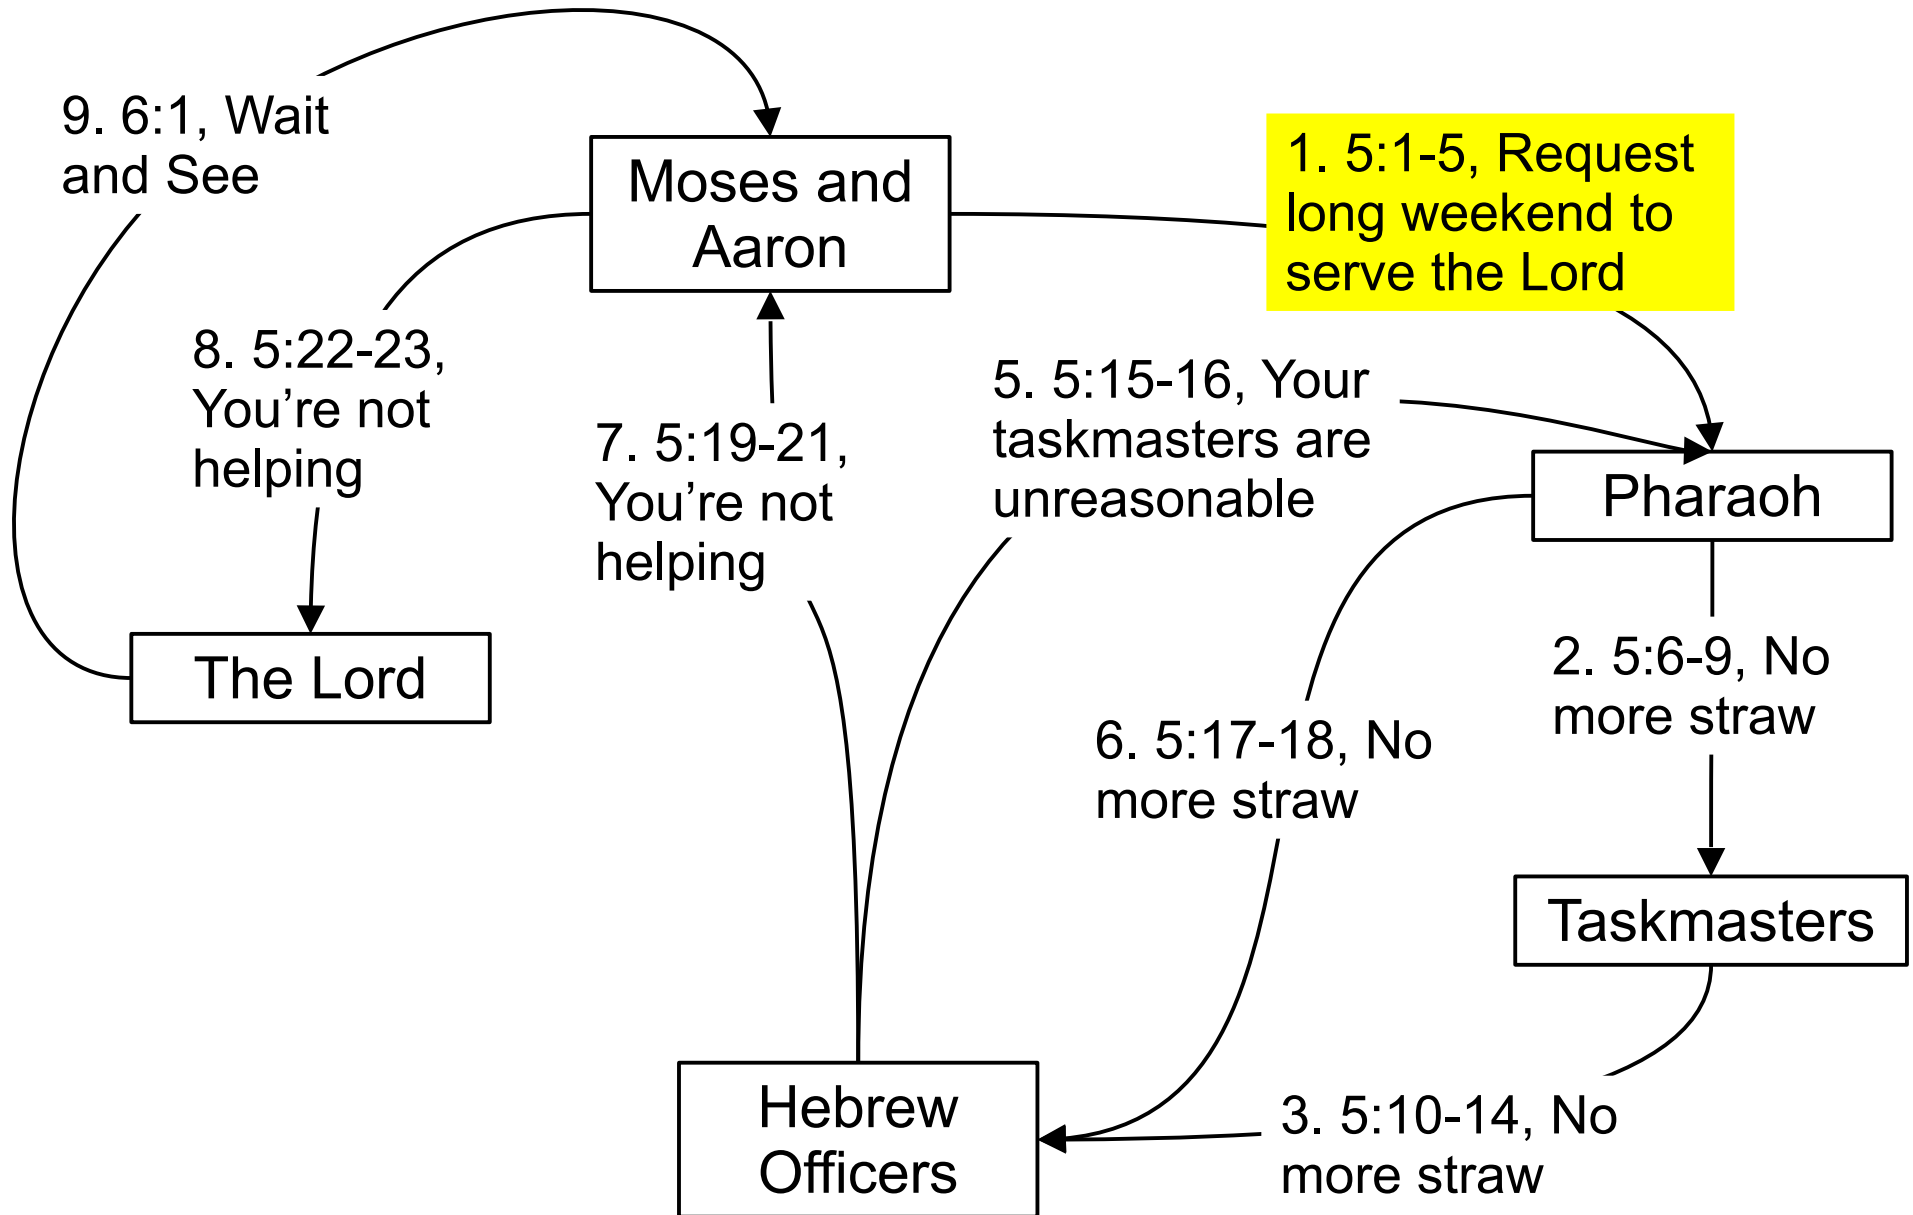 9. 6:1, Wait
and See
Moses and
Aaron
1. 5:1-5, Request
long weekend to
serve the Lord
8. 5:22-23,
You’re not
helping
7. 5:19-21,
You’re not
helping
5. 5:15-16, Your
taskmasters are
unreasonable
Pharaoh
The Lord
2. 5:6-9, No
more straw
6. 5:17-18, No
more straw
Taskmasters
Hebrew
Officers
3. 5:10-14, No
more straw